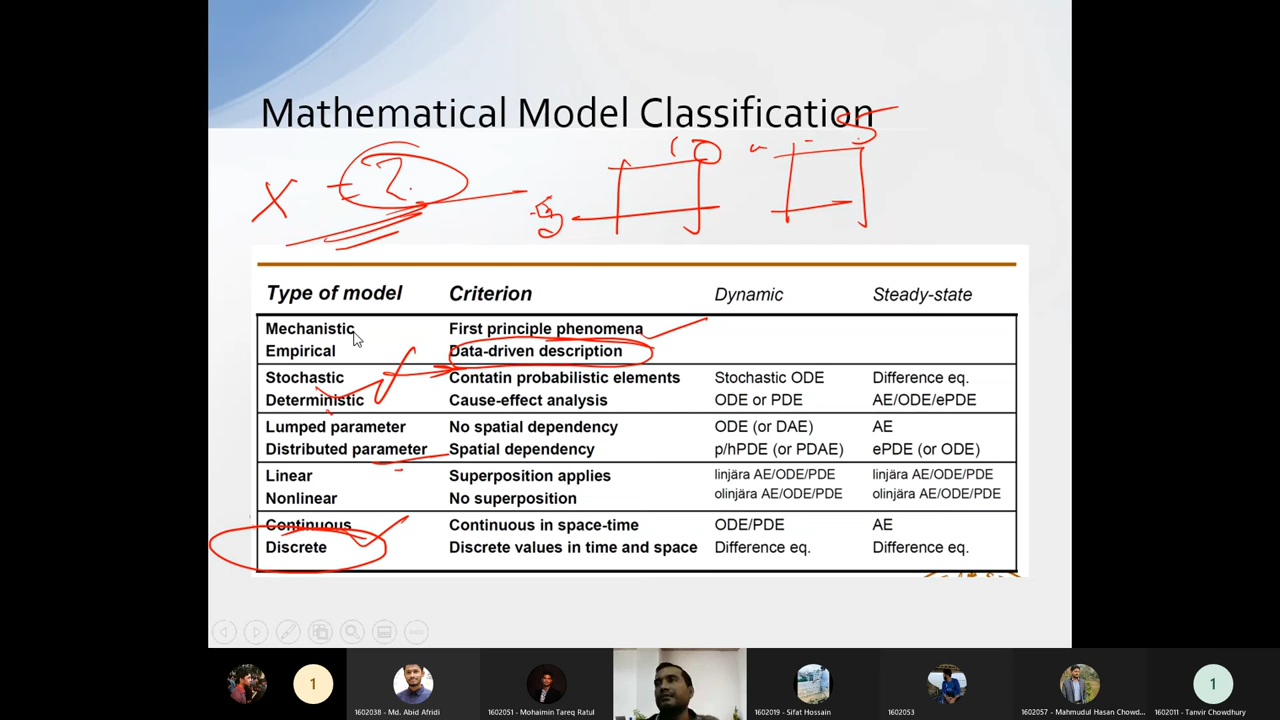 Mathematical Model Classification
X = 2.
10
5
Type of model Criterion Dynamic Steady-state
Mechanistic First principle phenomena
Empirical Data-driven description
Stochastic Contatin probabilistic elements Stochastic ODE Difference eq.
Deterministic Cause-effect analysis ODE or PDE AE/ODE/ePDE
Lumped parameter No spatial dependency ODE (or DAE) AE
Distributed parameter Spatial dependency p/hPDE (or PDAE) ePDE (or ODE)
Linear Superposition applies linjära AE/ODE/PDE linjära AE/ODE/PDE
Nonlinear No superposition olinjära AE/ODE/PDE olinjära AE/ODE/PDE
Continuous Continuous in space-time ODE/PDE AE
Discrete Discrete values in time and space Difference eq. Difference eq.
1 1
1602038 - Md. Abid Afridi 1602051 - Mohaimin Tareq Ratul 1602019 - Sifat Hossain 1602053 1602057 - Mahmudul Hasan Chowd... 1602011 - Tanvir Chowdhury